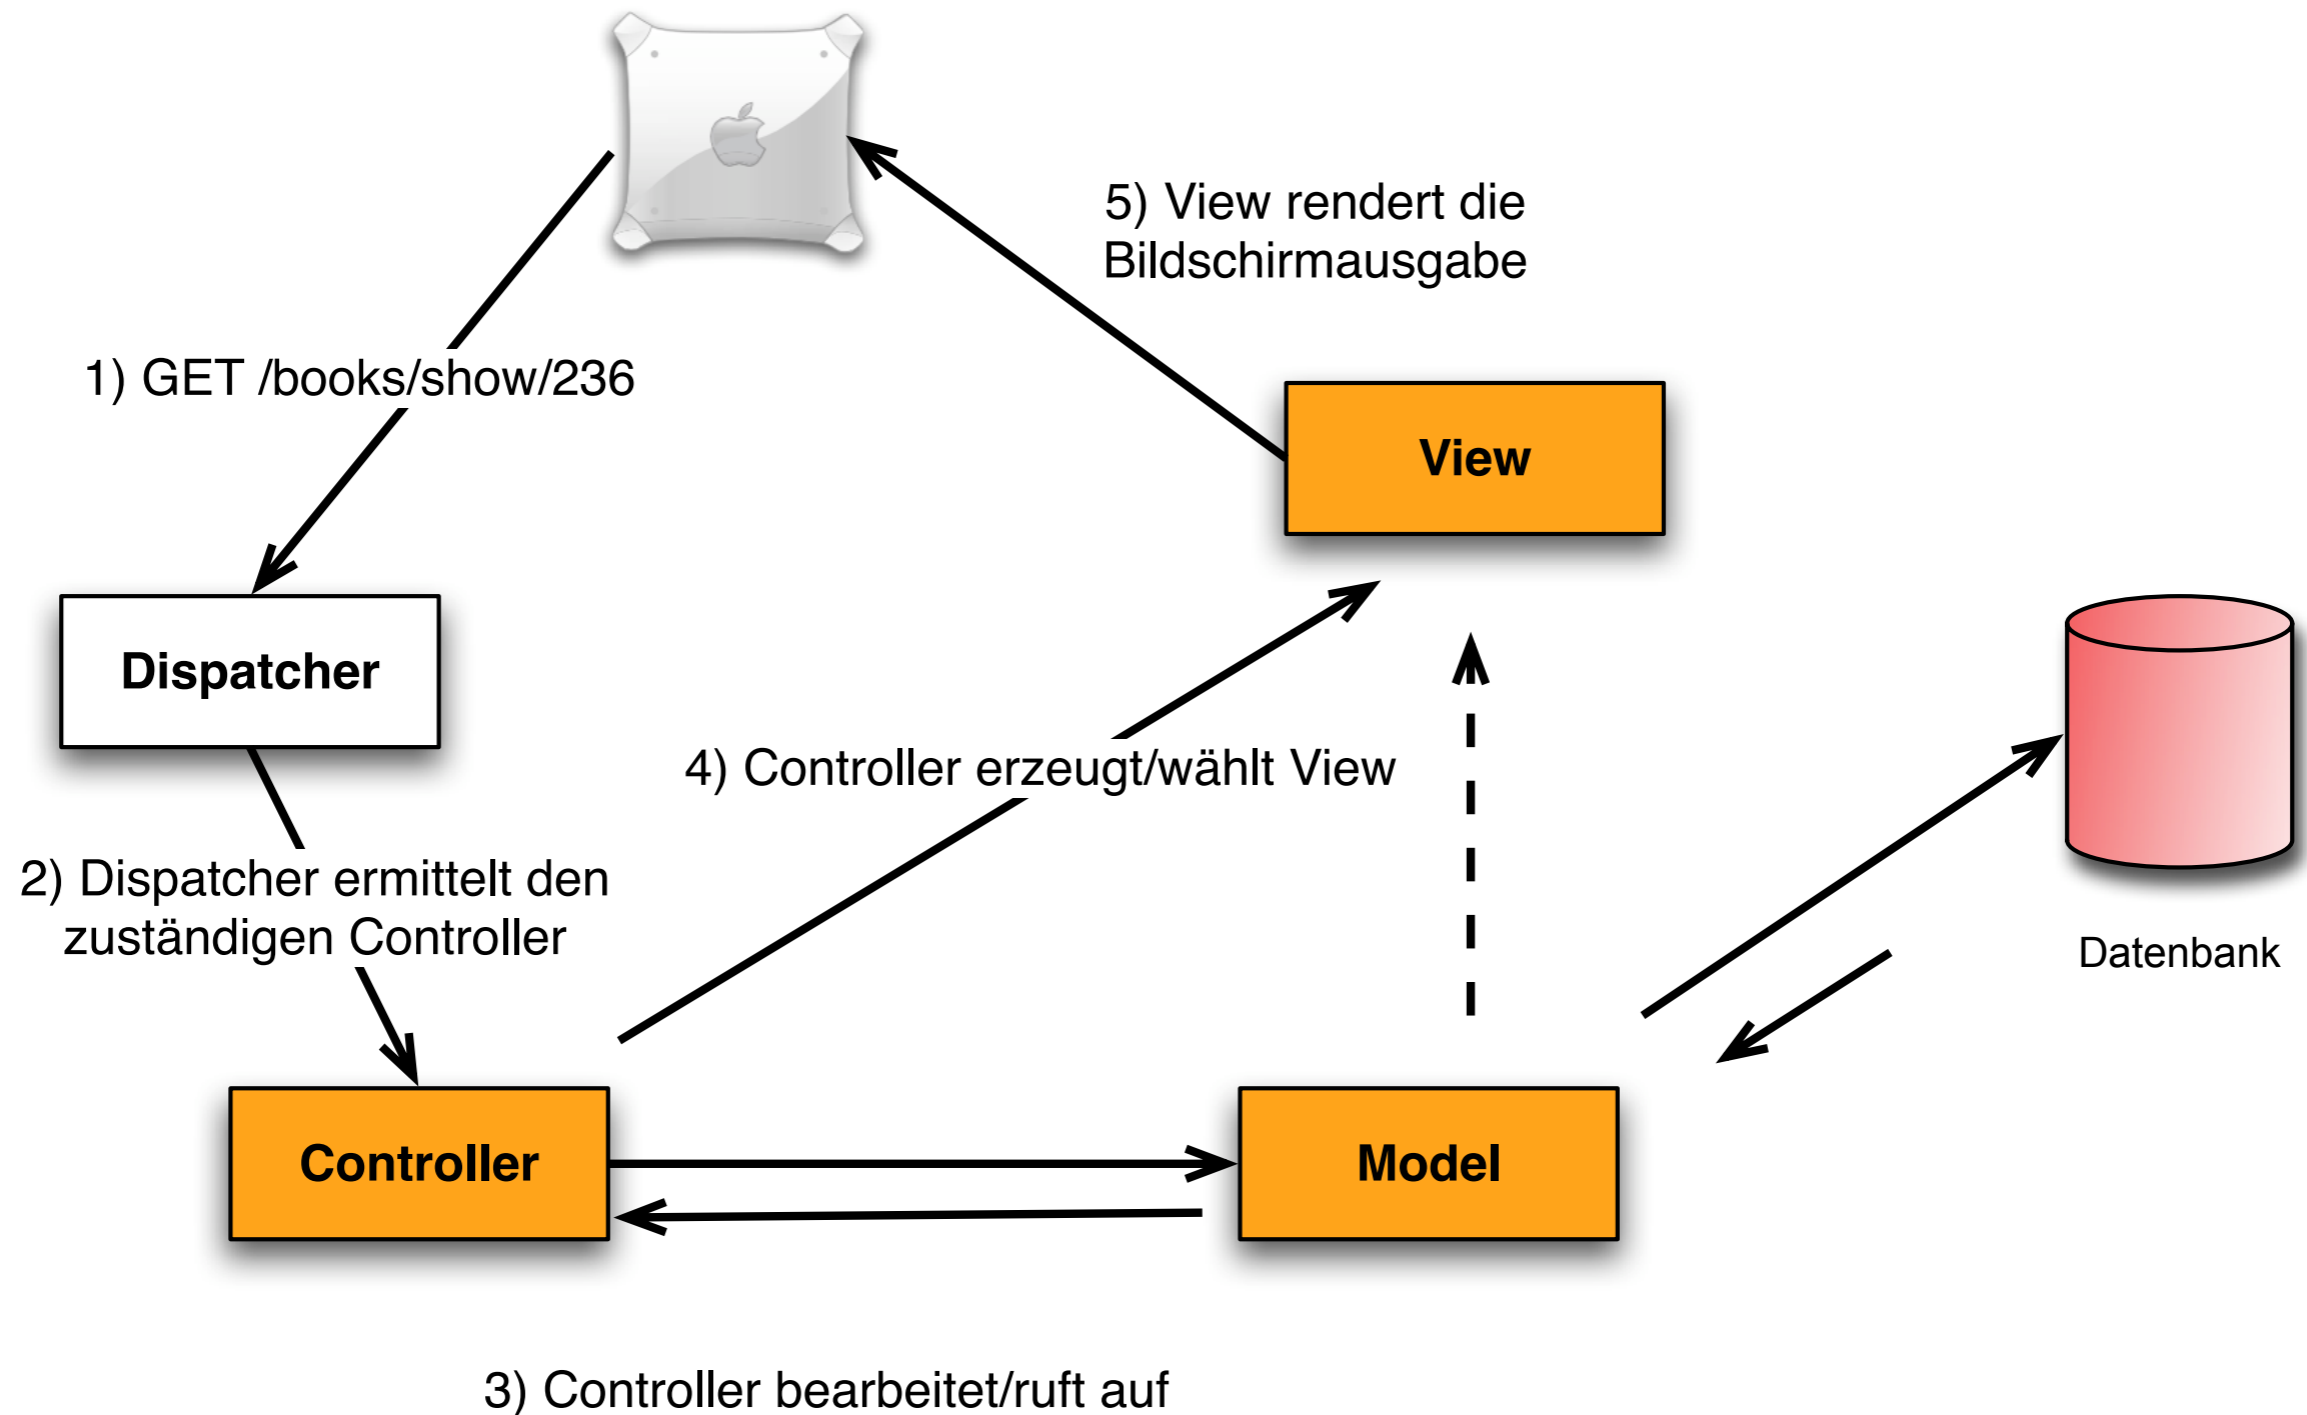 5) View rendert die
Bildschirmausgabe
1) GET /books/show/236
View
Dispatcher
4) Controller erzeugt/wählt View
2) Dispatcher ermittelt den
zuständigen Controller
Datenbank
Controller
Model
3) Controller bearbeitet/ruft auf